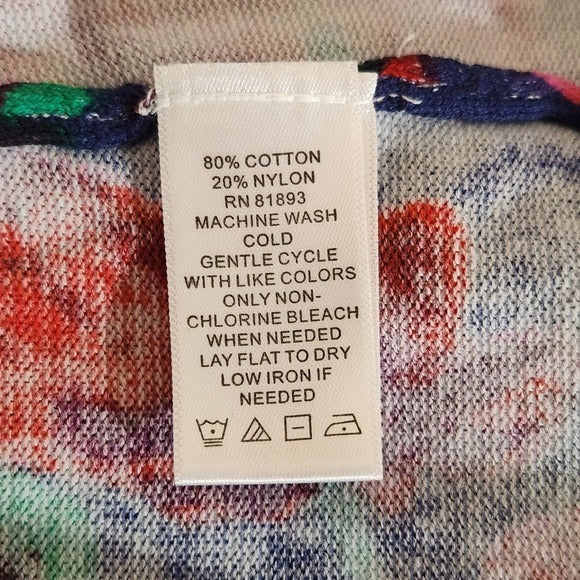 80% COTTON
20% NYLON
RN 81893
MACHINE WASH
COLD
GENTLE CYCLE
WITH LIKE COLORS
ONLY NON-
CHLORINE BLEACH
WHEN NEEDED
LAY FLAT TO DRY
LOW IRON IF
NEEDED